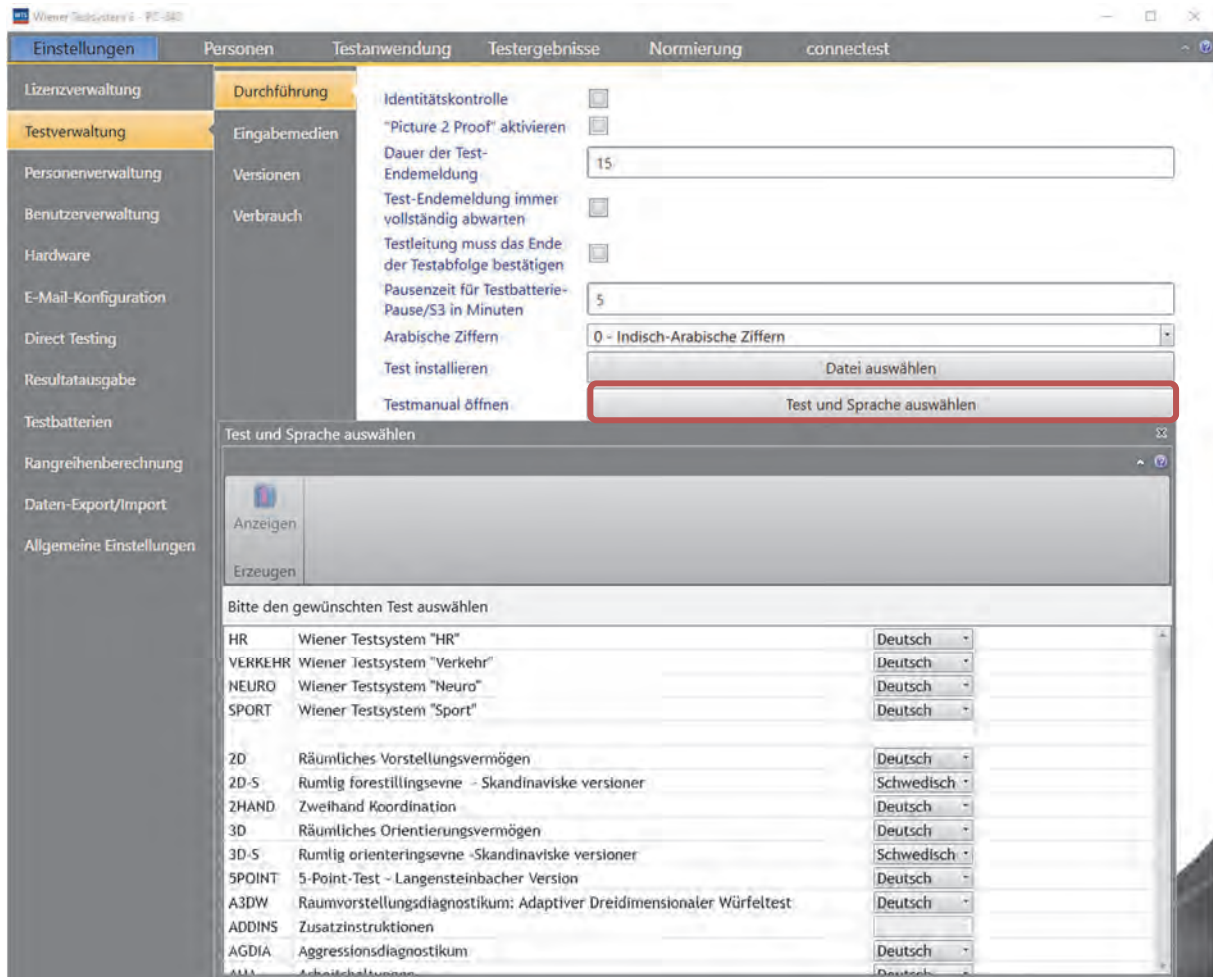 WTS Wiener Testsystem 6 -
Einstellungen Personen Testanwendung Testergebnisse Normierung connectest
Lizenzverwaltung
Testverwaltung
Personenverwaltung
Benutzerverwaltung
Hardware
E-Mail-Konfiguration
Direct Testing
Resultatausgabe
Testbatterien
Rangreihenberechnung
Daten-Export/Import
Allgemeine Einstellungen
Durchführung
Eingabemedien
Versionen
Verbrauch
Identitätskontrolle
"Picture 2 Proof" aktivieren
Dauer der Test-
Endemeldung 15
Test-Endemeldung immer
vollständig abwarten
Testleitung muss das Ende
der Testabfolge bestätigen
Pausenzeit für Testbatterie-
Pause/S3 in Minuten 5
Arabische Ziffern 0 - Indisch-Arabische Ziffern
Test installieren Datei auswählen
Testmanual öffnen Test und Sprache auswählen
Test und Sprache auswählen
Anzeigen
Erzeugen
Bitte den gewünschten Test auswählen
HR Wiener Testsystem "HR" Deutsch
VERKEHR Wiener Testsystem "Verkehr" Deutsch
NEURO Wiener Testsystem "Neuro" Deutsch
SPORT Wiener Testsystem "Sport" Deutsch
2D Räumliches Vorstellungsvermögen Deutsch
2D-S Rumlig forestillingsevne - Skandinaviske versioner Schwedisch
2HAND Zweihand Koordination Deutsch
3D Räumliches Orientierungsvermögen Deutsch
3D-S Rumlig orienteringsevne -Skandinaviske versioner Schwedisch
5POINT 5-Point-Test - Langensteinbacher Version Deutsch
A3DW Raumvorstellungsdiagnostikum: Adaptiver Dreidimensionaler Würfeltest Deutsch
ADDINS Zusatzinstruktionen
AGDIA Aggressionsdiagnostikum Deutsch
AHA Arbeitshaltungen Deutsch